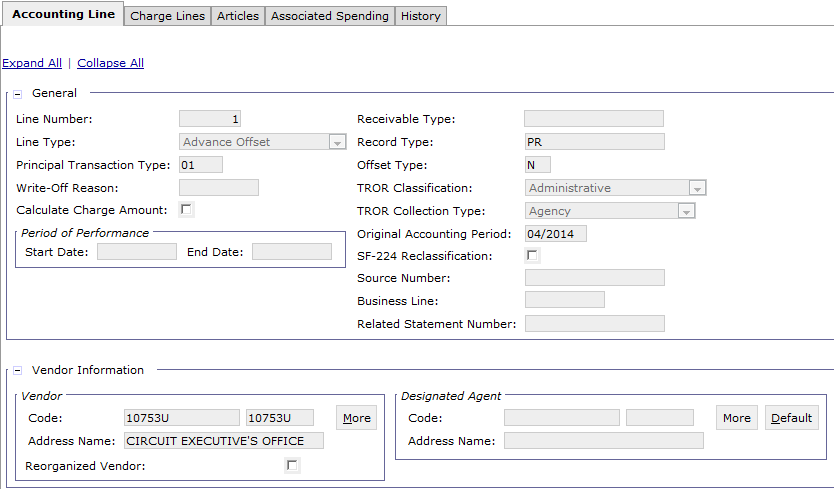 Accounting Line Charge Lines Articles Associated Spending History
Expand All | Collapse All
General
Line Number: 1 Receivable Type:
Line Type: Advance Offset Record Type: PR
Principal Transaction Type: 01 Offset Type: N
Write-Off Reason: TROR Classification: Administrative
Calculate Charge Amount: TROR Collection Type: Agency
Period of Performance Original Accounting Period: 04/2014
Start Date: End Date: SF-224 Reclassification:
Source Number:
Business Line:
Related Statement Number:
Vendor Information
Vendor Designated Agent
Code: 10753U 10753U More Code: More Default
Address Name: CIRCUIT EXECUTIVE'S OFFICE Address Name:
Reorganized Vendor: